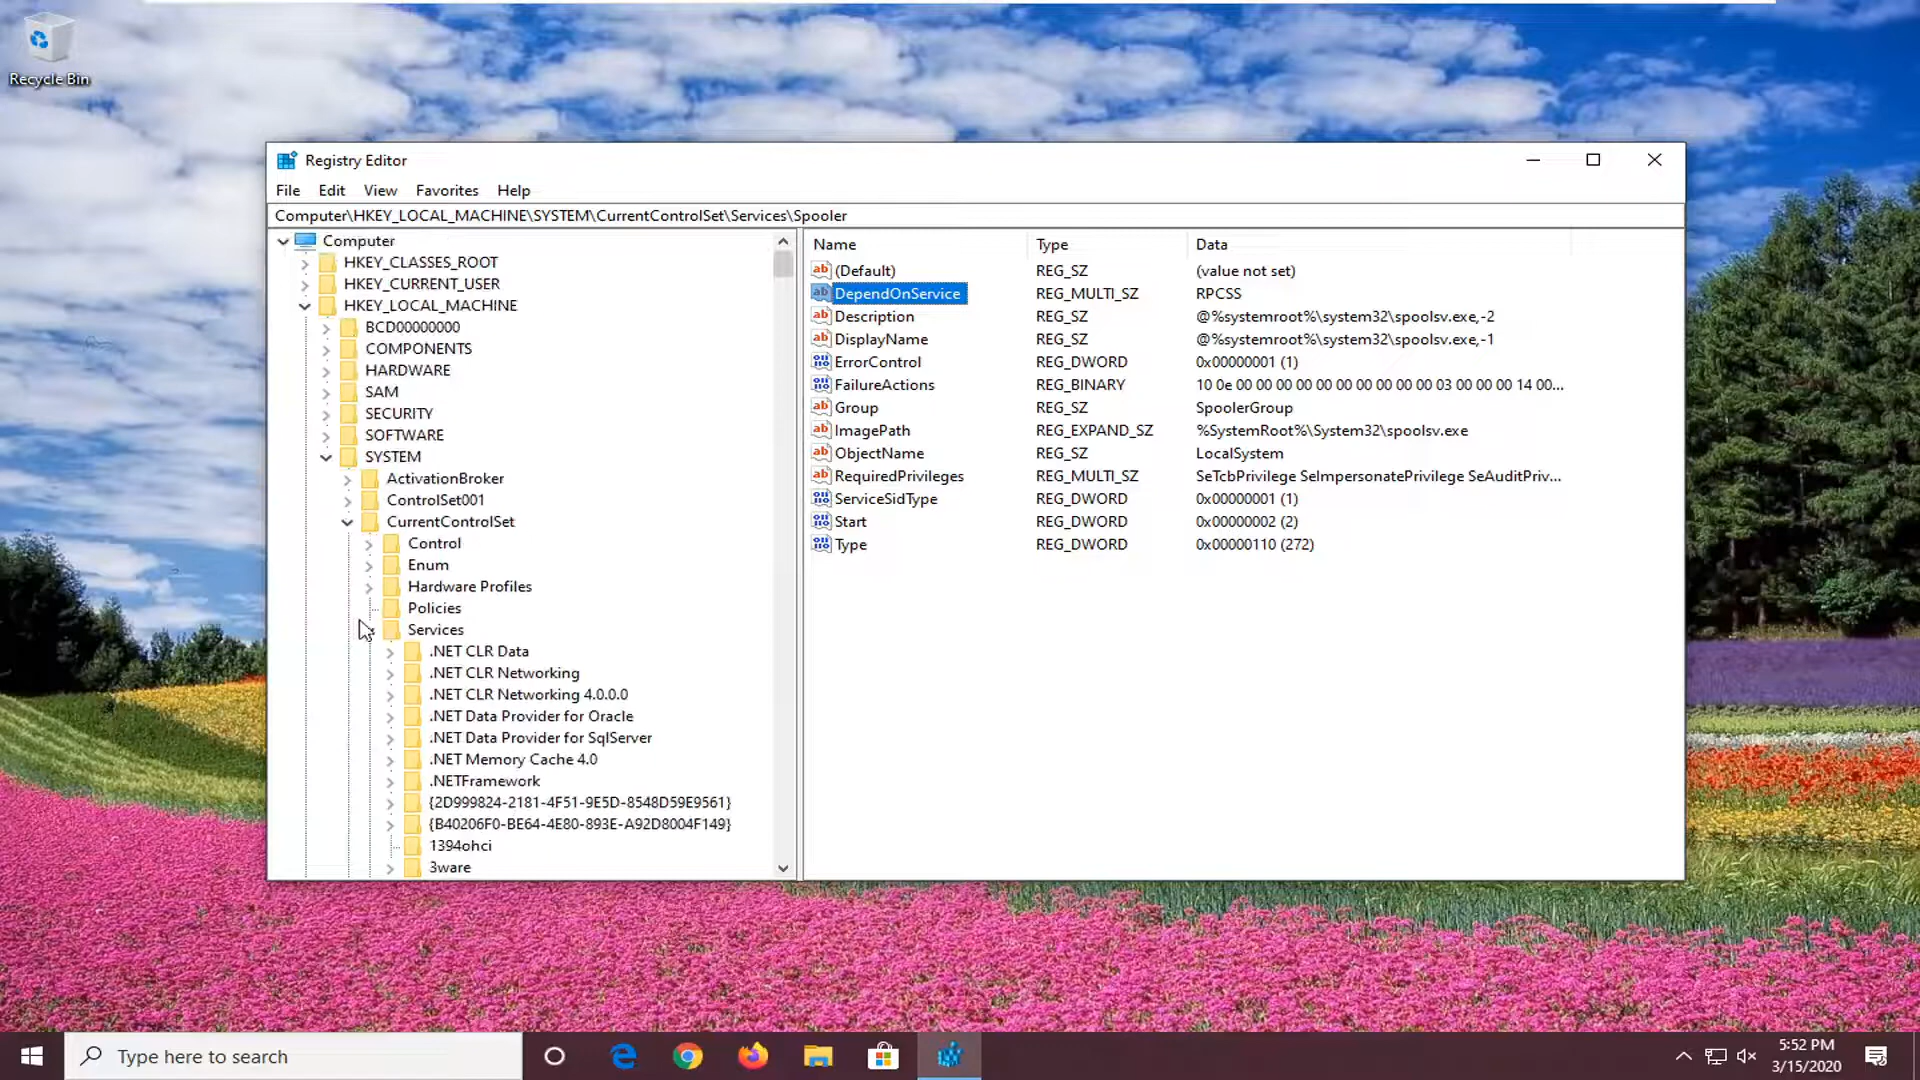 Recycle Bin
Registry Editor
File Edit View Favorites Help
Computer\HKEY_LOCAL_MACHINE\SYSTEM\CurrentControlSet\Services\Spooler
Computer
HKEY_CLASSES_ROOT
HKEY_CURRENT_USER
HKEY_LOCAL_MACHINE
BCD00000000
COMPONENTS
HARDWARE
SAM
SECURITY
SOFTWARE
SYSTEM
ActivationBroker
ControlSet001
CurrentControlSet
Control
Enum
Hardware Profiles
Policies
Services
.NET CLR Data
.NET CLR Networking
.NET CLR Networking 4.0.0.0
.NET Data Provider for Oracle
.NET Data Provider for SqlServer
.NET Memory Cache 4.0
.NETFramework
{2D999824-2181-4F51-9E5D-8548D59E9561}
{B40206F0-BE64-4E80-893E-A92D8004F149}
1394ohci
3ware
Name Type Data
(Default) REG_SZ (value not set)
DependOnService REG_MULTI_SZ RPCSS
Description REG_SZ @%systemroot%\system32\spoolsv.exe,-2
DisplayName REG_SZ @%systemroot%\system32\spoolsv.exe,-1
ErrorControl REG_DWORD 0x00000001 (1)
FailureActions REG_BINARY 10 0e 00 00 00 00 00 00 00 00 00 00 03 00 00 00 14 00...
Group REG_SZ SpoolerGroup
ImagePath REG_EXPAND_SZ %SystemRoot%\System32\spoolsv.exe
ObjectName REG_SZ LocalSystem
RequiredPrivileges REG_MULTI_SZ SeTcbPrivilege SeImpersonatePrivilege SeAuditPriv...
ServiceSidType REG_DWORD 0x00000001 (1)
Start REG_DWORD 0x00000002 (2)
Type REG_DWORD 0x00000110 (272)
Type here to search
5:52 PM
3/15/2020